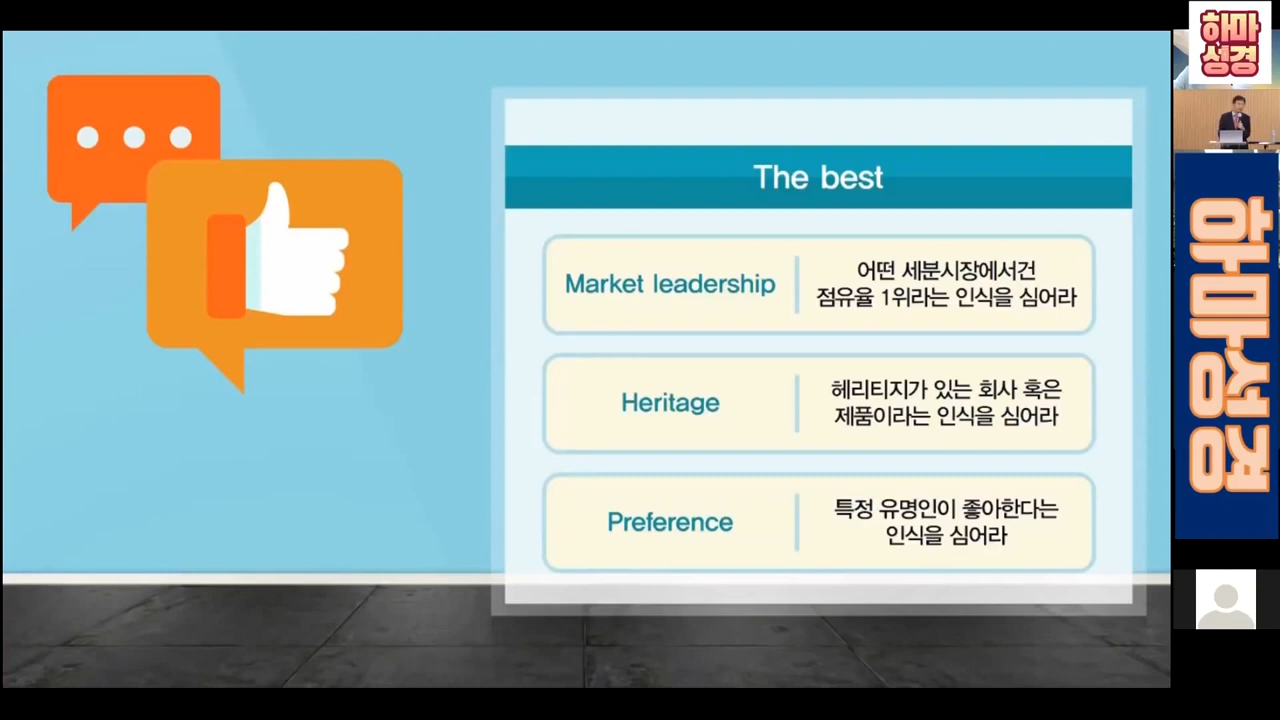 The best
Market leadership
어떤 세분시장에서건
점유율 1위라는 인식을 심어라
Heritage
헤리티지가 있는 회사 혹은
제품이라는 인식을 심어라
Preference
특정 유명인이 좋아한다는
인식을 심어라
하마
성경
하마성경